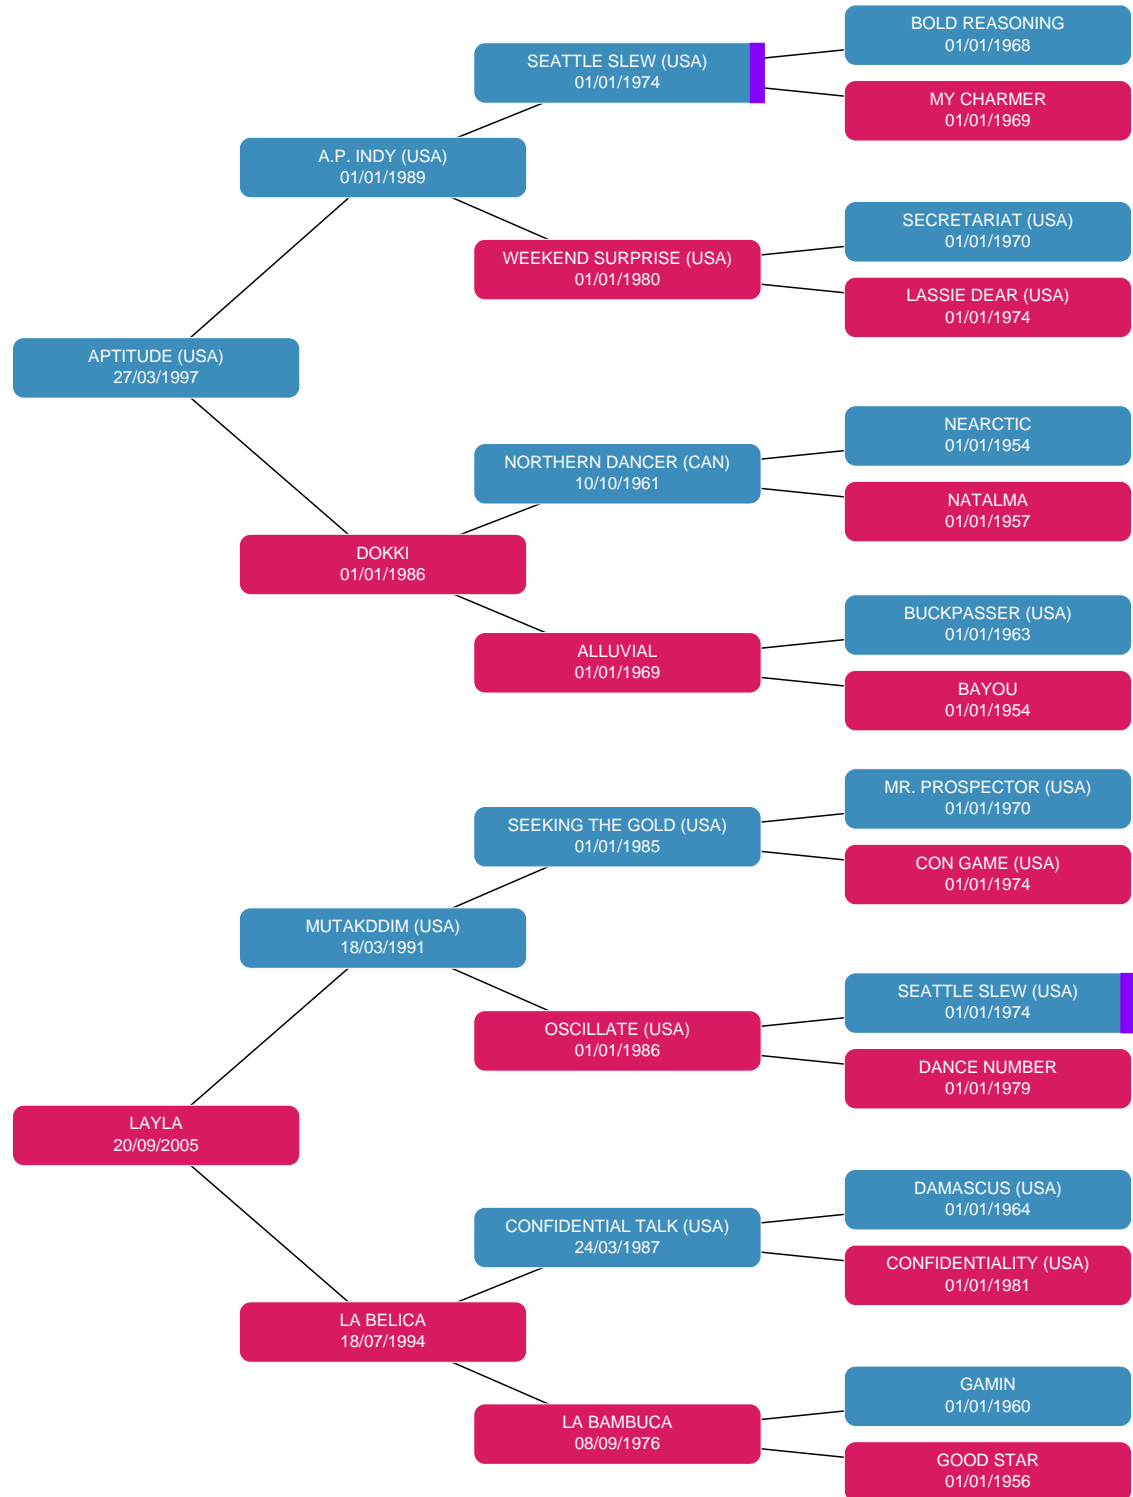 BOLD REASONING
01/01/1968
SEATTLE SLEW (USA)
01/01/1974
MY CHARMER
01/01/1969
A.P. INDY (USA)
01/01/1989
SECRETARIAT (USA)
01/01/1970
WEEKEND SURPRISE (USA)
01/01/1980
LASSIE DEAR (USA)
01/01/1974
APTITUDE (USA)
27/03/1997
NEARCTIC
01/01/1954
NORTHERN DANCER (CAN)
10/10/1961
NATALMA
01/01/1957
DOKKI
01/01/1986
BUCKPASSER (USA)
01/01/1963
ALLUVIAL
01/01/1969
BAYOU
01/01/1954
MR. PROSPECTOR (USA)
01/01/1970
SEEKING THE GOLD (USA)
01/01/1985
CON GAME (USA)
01/01/1974
MUTAKDDIM (USA)
18/03/1991
SEATTLE SLEW (USA)
01/01/1974
OSCILLATE (USA)
01/01/1986
DANCE NUMBER
01/01/1979
LAYLA
20/09/2005
DAMASCUS (USA)
01/01/1964
CONFIDENTIAL TALK (USA)
24/03/1987
CONFIDENTIALITY (USA)
01/01/1981
LA BELICA
18/07/1994
GAMIN
01/01/1960
LA BAMBUCA
08/09/1976
GOOD STAR
01/01/1956